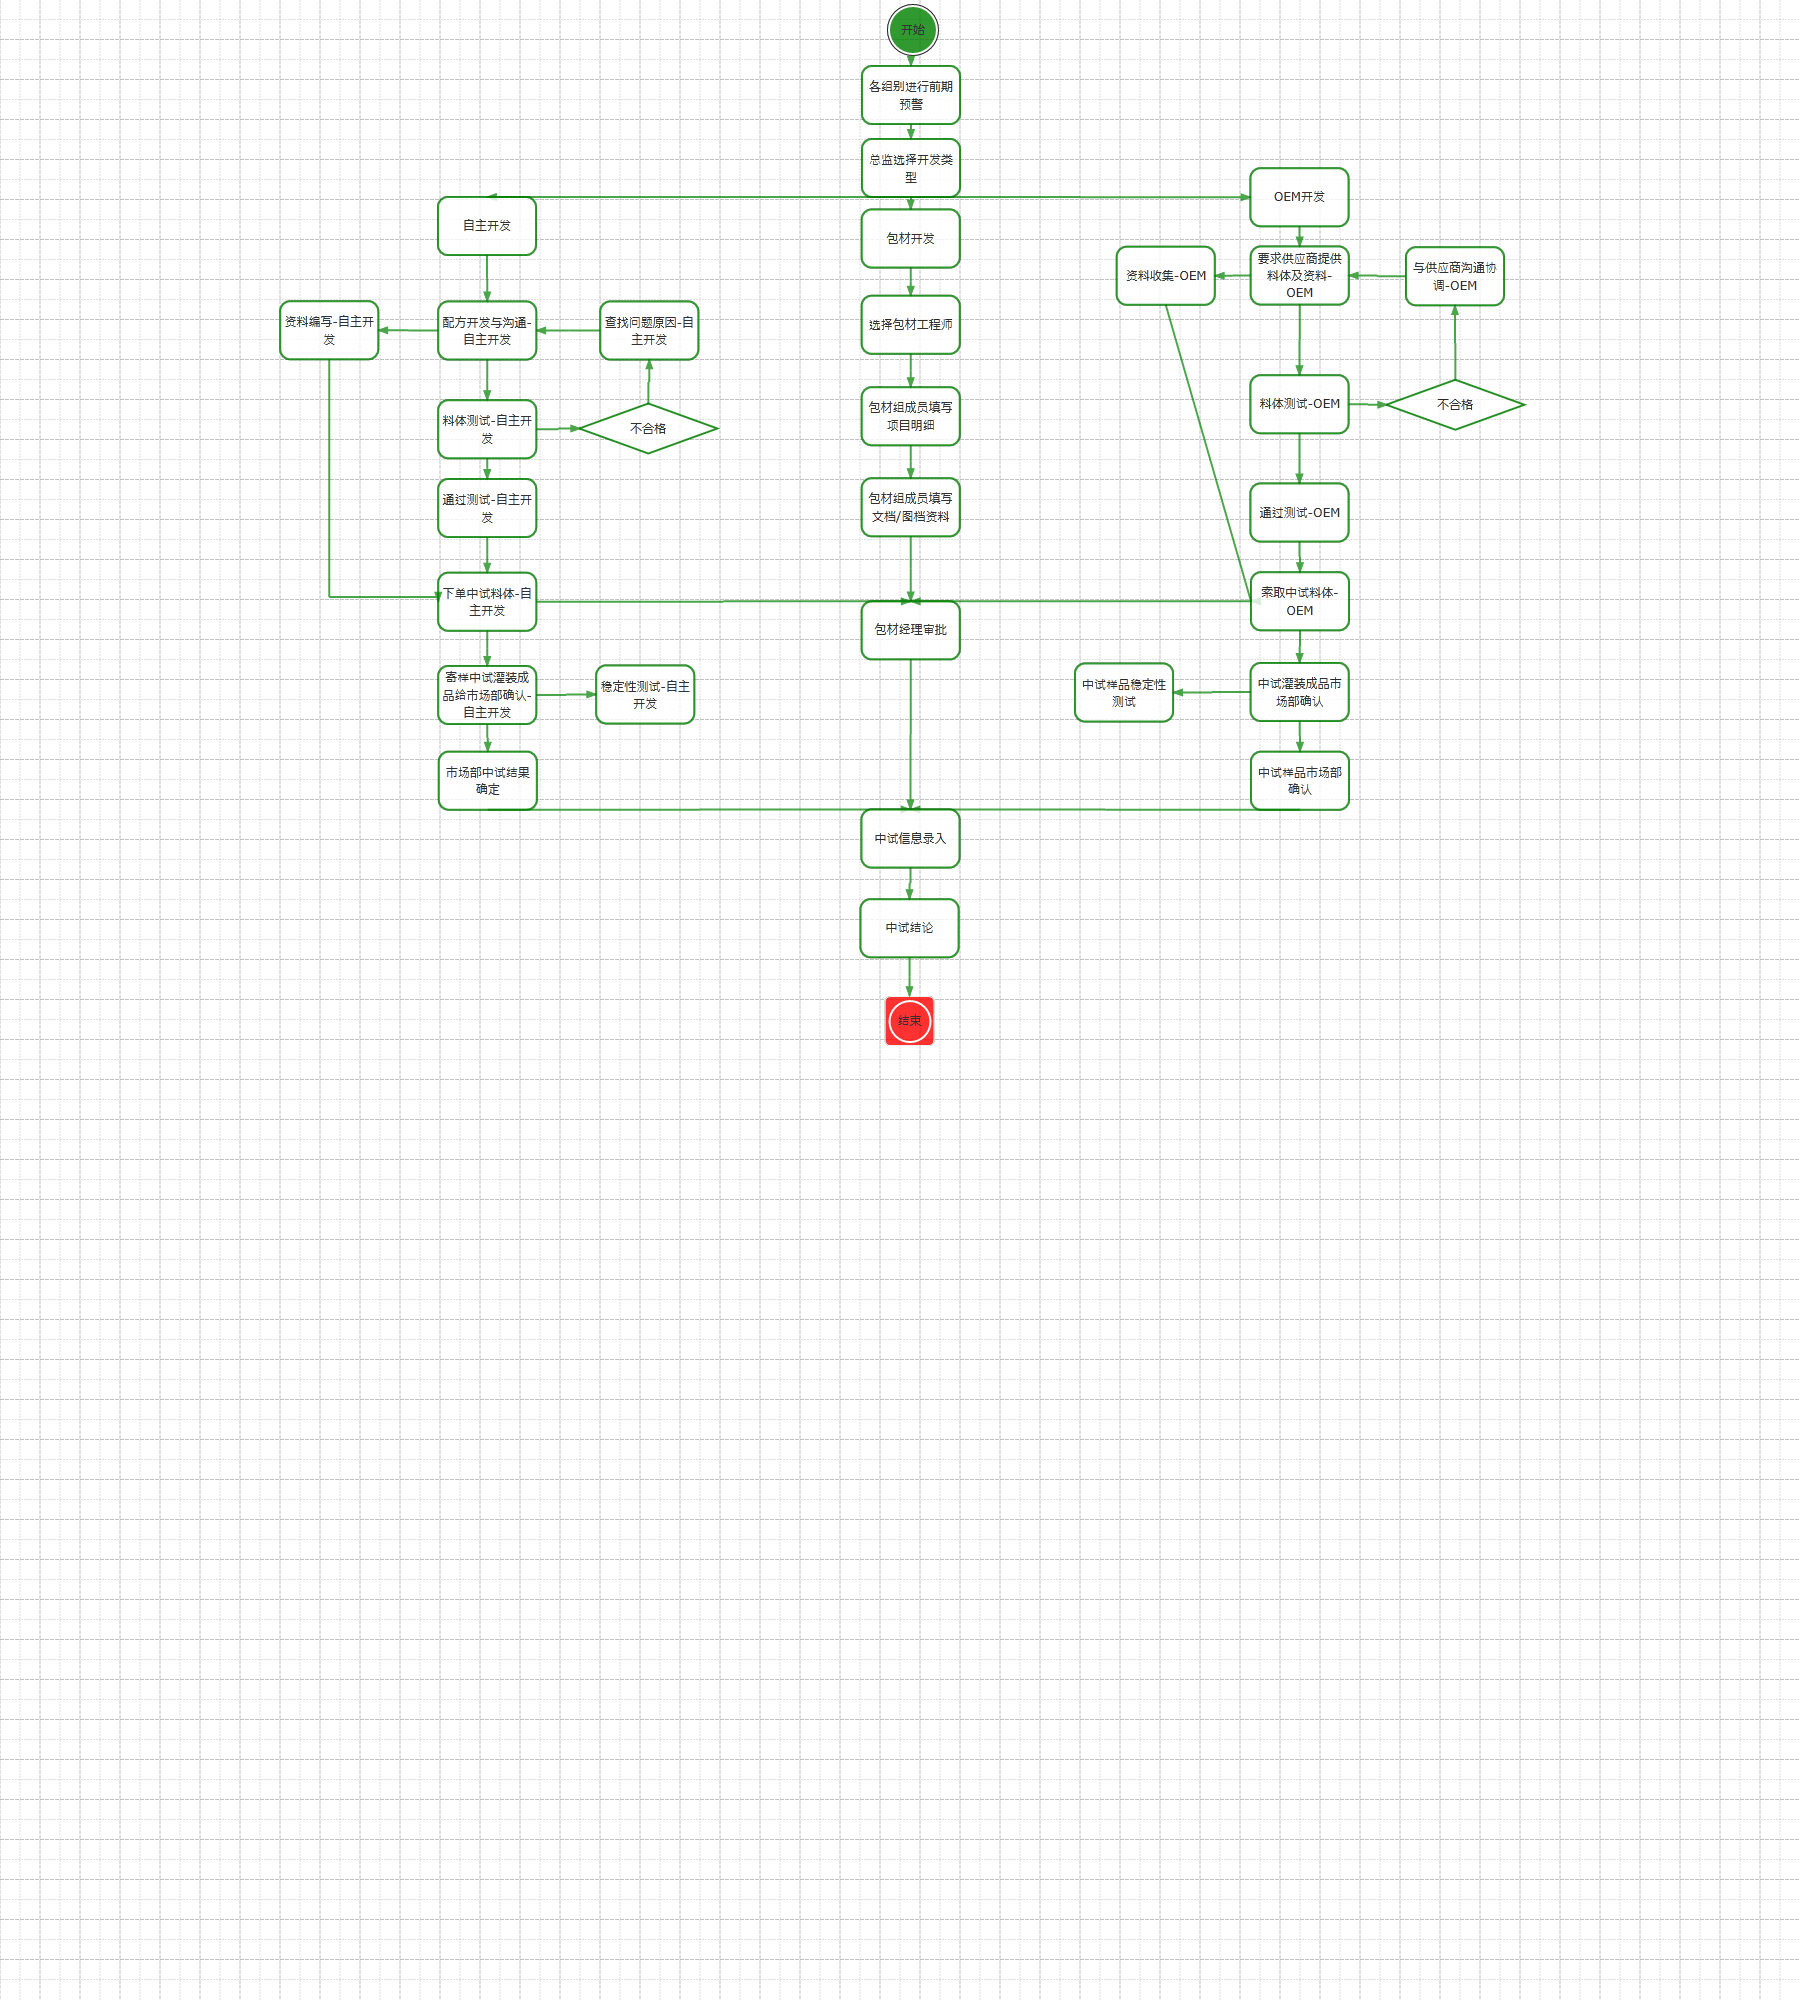 开始
各组别进行前期
预警
总监选择开发类
型
OEM开发
自主开发
包材开发
资料收集-OEM
要求供应商提供
料体及资料-
OEM
与供应商沟通协
调-OEM
资料编写-自主开
发
配方开发与沟通-
自主开发
查找问题原因-自
主开发
选择包材工程师
料体测试-自主开
发
不合格
包材组成员填写
项目明细
料体测试-OEM
不合格
通过测试-自主开
发
包材组成员填写
文档/图档资料
通过测试-OEM
下单中试料体-自
主开发
包材经理审批
索取中试料体-
OEM
寄样中试灌装成
品给市场部确认-
自主开发
稳定性测试-自主
开发
中试样品稳定性
测试
中试灌装成品市
场部确认
市场部中试结果
确定
中试样品市场部
确认
中试信息录入
中试结论
结束